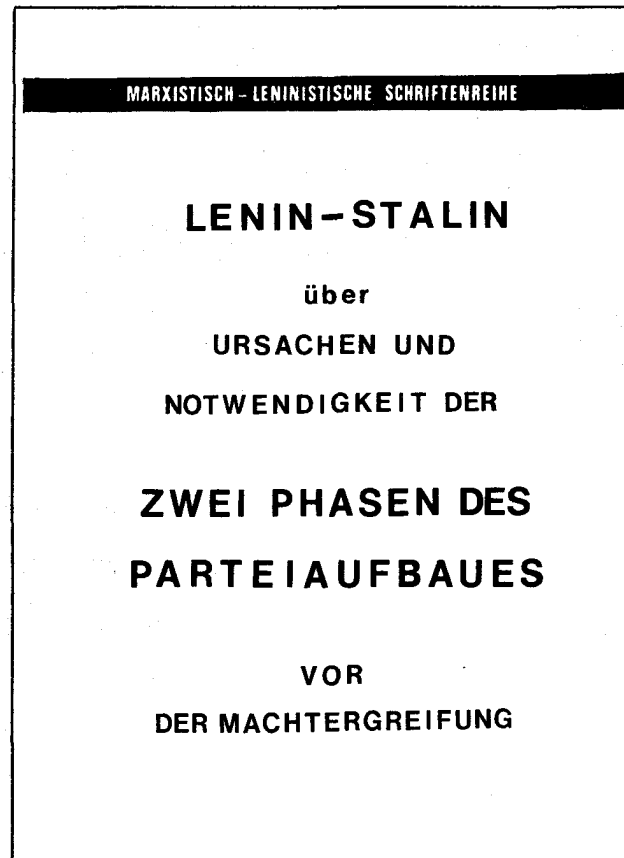 MARXISTISCH – LENINISTISCHE SCHRIFTENREIHE
LENIN–STALIN
über
URSACHEN UND
NOTWENDIGKEIT DER
ZWEI PHASEN DES
PARTEIAUFBAUES
VOR
DER MACHTERGREIFUNG